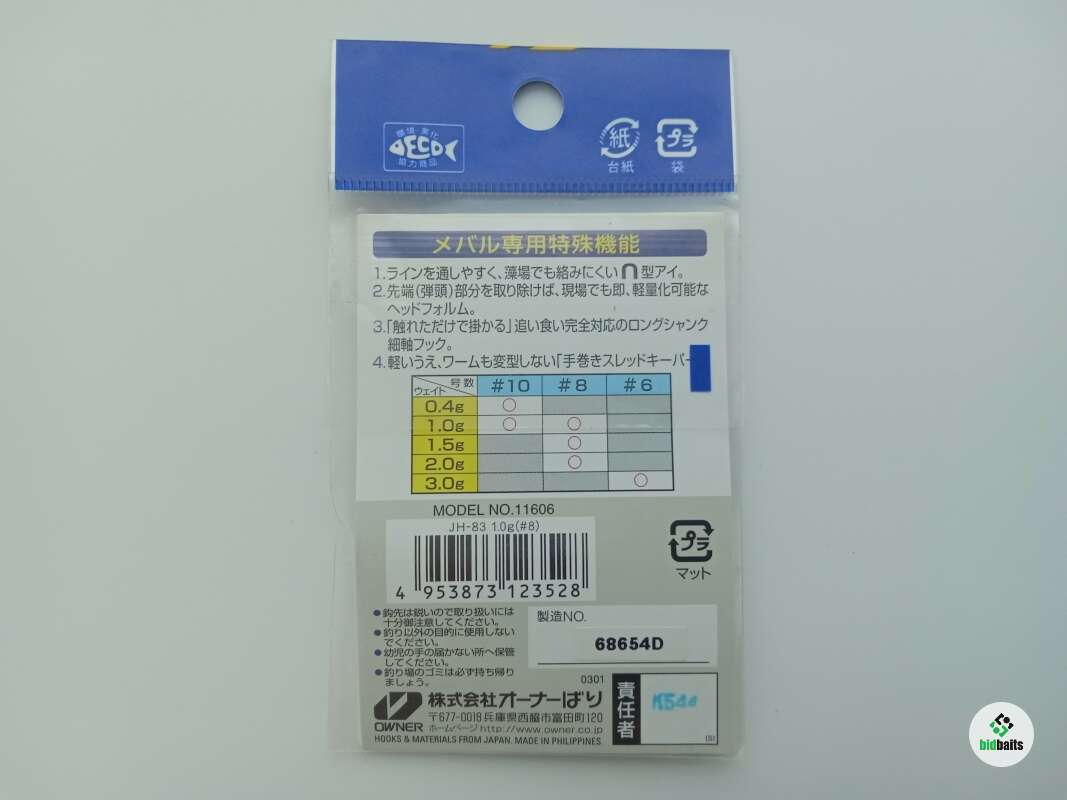 環境・美化
ECO
協力商品
紙
台紙
プラ
袋
メバル専用特殊機能
1.ラインを通しやすく、藻場でも絡みにくい∩型アイ。
2.先端(弾頭)部分を取り除けば、現場でも即、軽量化可能な
ヘッドフォルム。
3.「触れただけで掛かる」追い食い完全対応のロングシャンク
細軸フック。
4.軽いうえ、ワームも変型しない「手巻きスレッドキーパー
号数 #10 #8 #6
ウェイト
0.4g ○
1.0g ○ ○
1.5g ○
2.0g ○
3.0g ○
MODEL NO.11606
JH-83 1.0g(#8)
4 953873 123528
プラ
マット
●鈎先は鋭いので取り扱いには
十分御注意してください。
●釣り以外の目的に使用しない
でください。
●幼児の手の届かない所へ保管
してください。
●釣り場のゴミは必ず持ち帰り
ましょう。
製造NO.
68654D
0301
OWNER
株式会社オーナーばり
〒677-0018 兵庫県西脇市富田町120
ホームページ http://www.owner.co.jp
HOOKS & MATERIALS FROM JAPAN. MADE IN PHILIPPINES.
責任者
bidbaits